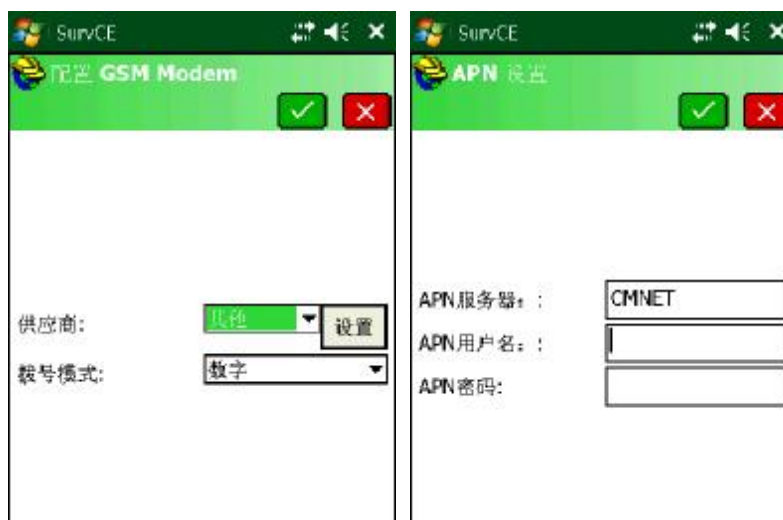 SurvCE
配置 GSM Modem
供应商:
其他
设置
拨号模式:
数字
SurvCE
APN 设置
APN服务器：:
CMNET
APN用户名：:
APN密码: